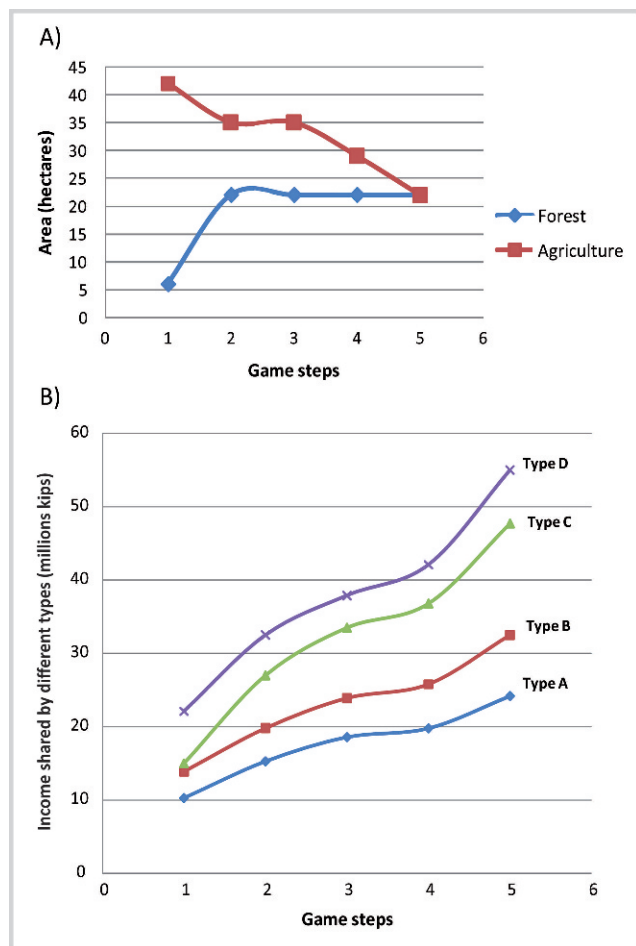 A)
45
40
35
30
25
20
15
10
5
0
Area (hectares)
0 1 2 3 4 5 6
Game steps
Forest
Agriculture
B)
60
50
40
30
20
10
0
Income shared by different types (millions kips)
Type D
Type C
Type B
Type A
0 1 2 3 4 5 6
Game steps